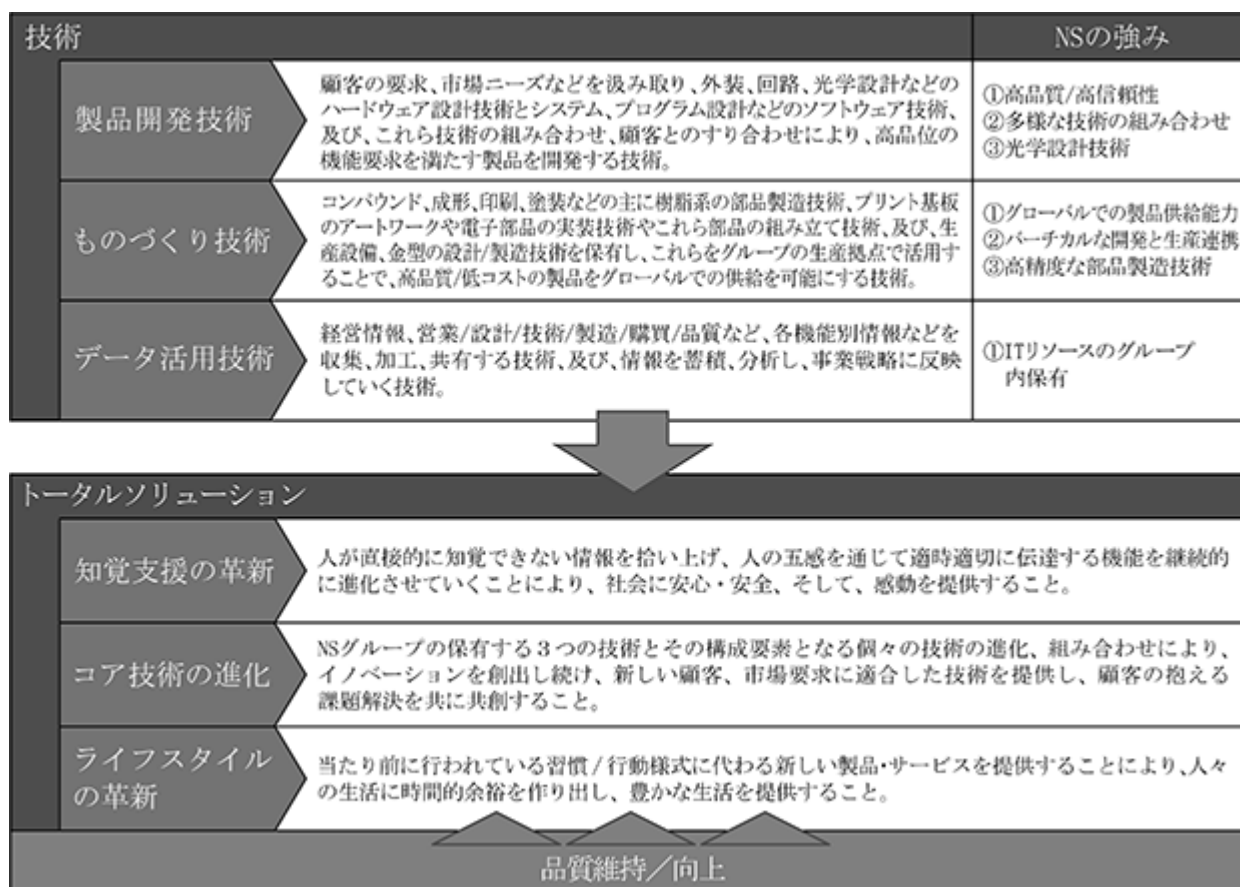 技術
NSの強み
製品開発技術
顧客の要求、市場ニーズなどを汲み取り、外装、回路、光学設計などの
ハードウェア設計技術とシステム、プログラム設計などのソフトウェア技術、
及び、これら技術の組み合わせ、顧客とのすり合わせにより、高品位の
機能要求を満たす製品を開発する技術。
①高品質/高信頼性
②多様な技術の組み合わせ
③光学設計技術
ものづくり技術
コンパウンド、成形、印刷、塗装などの主に樹脂系の部品製造技術、プリント基板
のアートワークや電子部品の実装技術やこれら部品の組み立て技術、及び、生
産設備、金型の設計/製造技術を保有し、これらをグループの生産拠点で活用す
ることで、高品質/低コストの製品をグローバルでの供給を可能にする技術。
①グローバルでの製品供給能力
②バーチカルな開発と生産連携
③高精度な部品製造技術
データ活用技術
経営情報、営業/設計/技術/製造/購買/品質など、各機能別情報などを
収集、加工、共有する技術、及び、情報を蓄積、分析し、事業戦略に反映
していく技術。
①ITリソースのグループ
内保有
トータルソリューション
知覚支援の革新
人が直接的に知覚できない情報を拾い上げ、人の五感を通じて適時適切に伝達する機能を継続的
に進化させていくことにより、社会に安心・安全、そして、感動を提供すること。
コア技術の進化
NSグループの保有する3つの技術とその構成要素となる個々の技術の進化、組み合わせにより、
イノベーションを創出し続け、新しい顧客、市場要求に適合した技術を提供し、顧客の抱える
課題解決を共に共創すること。
ライフスタイル
の革新
当たり前に行われている習慣/行動様式に代わる新しい製品・サービスを提供することにより、人々
の生活に時間的余裕を作り出し、豊かな生活を提供すること。
品質維持/向上